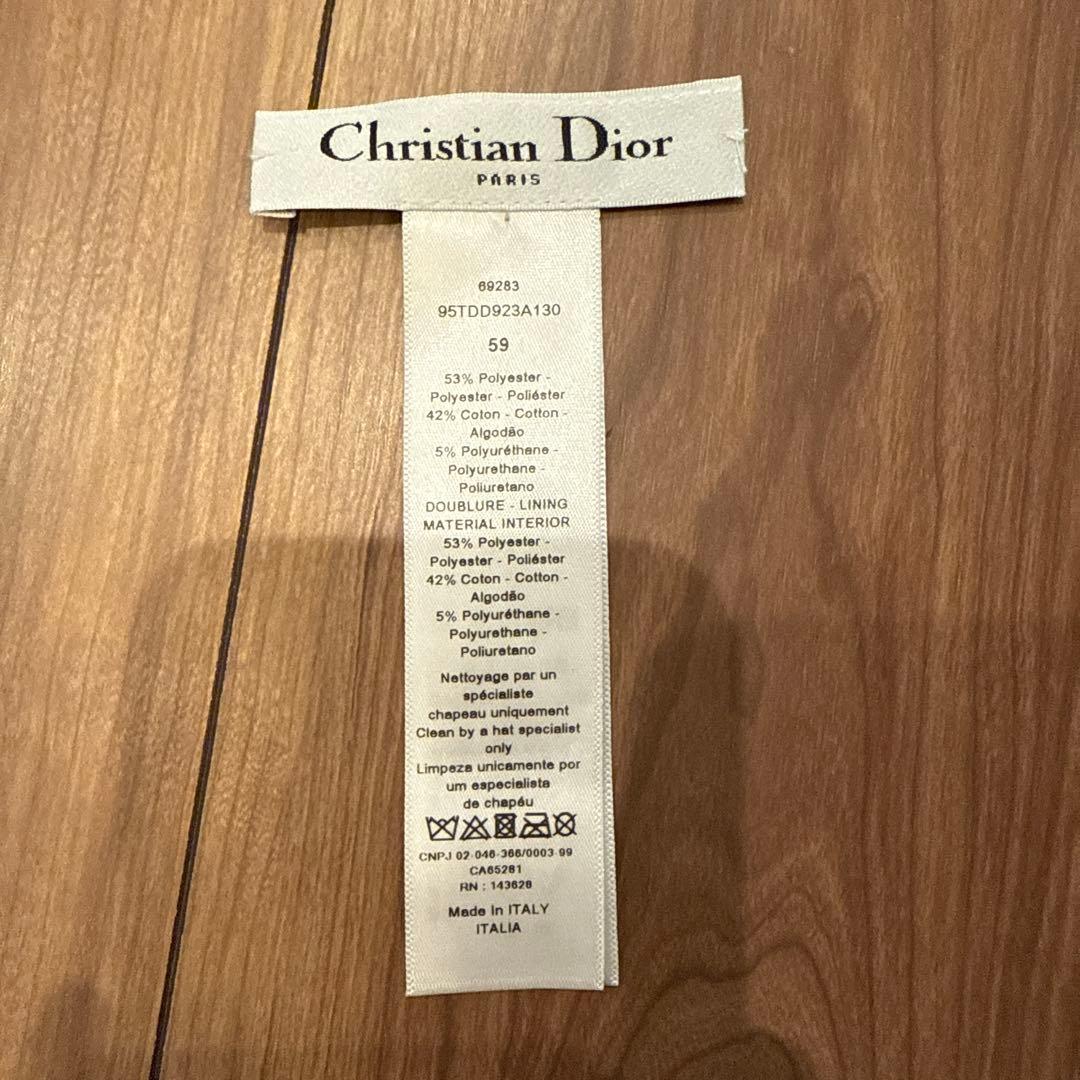 Christian Dior
PARIS
69283
95TDD923A130
59
53% Polyester -
Polyester - Poliéster
42% Coton - Cotton -
Algodão
5% Polyuréthane -
Polyurethane -
Poliuretano
DOUBLURE - LINING
MATERIAL INTERIOR
53% Polyester -
Polyester - Poliéster
42% Coton - Cotton -
Algodão
5% Polyuréthane -
Polyurethane -
Poliuretano
Nettoyage par un
spécialiste
chapeau uniquement
Clean by a hat specialist
only
Limpeza unicamente por
um especialista
de chapéu
CNPJ 02-046-366/0003-99
CA65281
RN : 143628
Made in ITALY
ITALIA